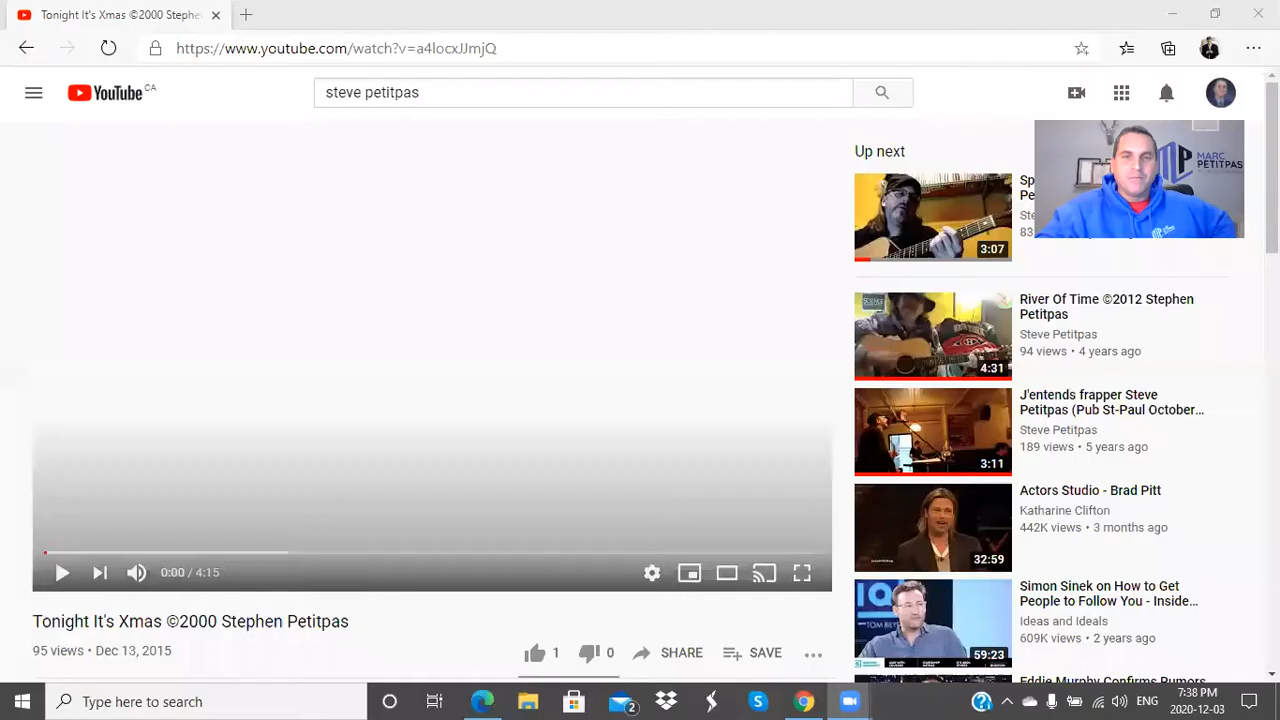 Tonight It's Xmas ©2000 Stephe
https://www.youtube.com/watch?v=a4locxJJmjQ
YouTube CA
steve petitpas
Up next
MARC
PETITPAS
Sp
Pe
Ste
83
3:07
River Of Time ©2012 Stephen
Petitpas
Steve Petitpas
94 views • 4 years ago
SCIENCE
4:31
J'entends frapper Steve
Petitpas (Pub St-Paul October...
Steve Petitpas
189 views • 5 years ago
3:11
Actors Studio - Brad Pitt
Katharine Clifton
442K views • 3 months ago
32:59
Simon Sinek on How to Get
People to Follow You - Inside...
Ideas and Ideals
609K views • 2 years ago
TOM BILYEU
59:23
Eddie Murphy Confirms Rumors
0:00 / 4:15
Tonight It's Xmas ©2000 Stephen Petitpas
95 views • Dec 13, 2016
1
0
SHARE
SAVE
Type here to search
2
ENG
7:38 PM
2020-12-03